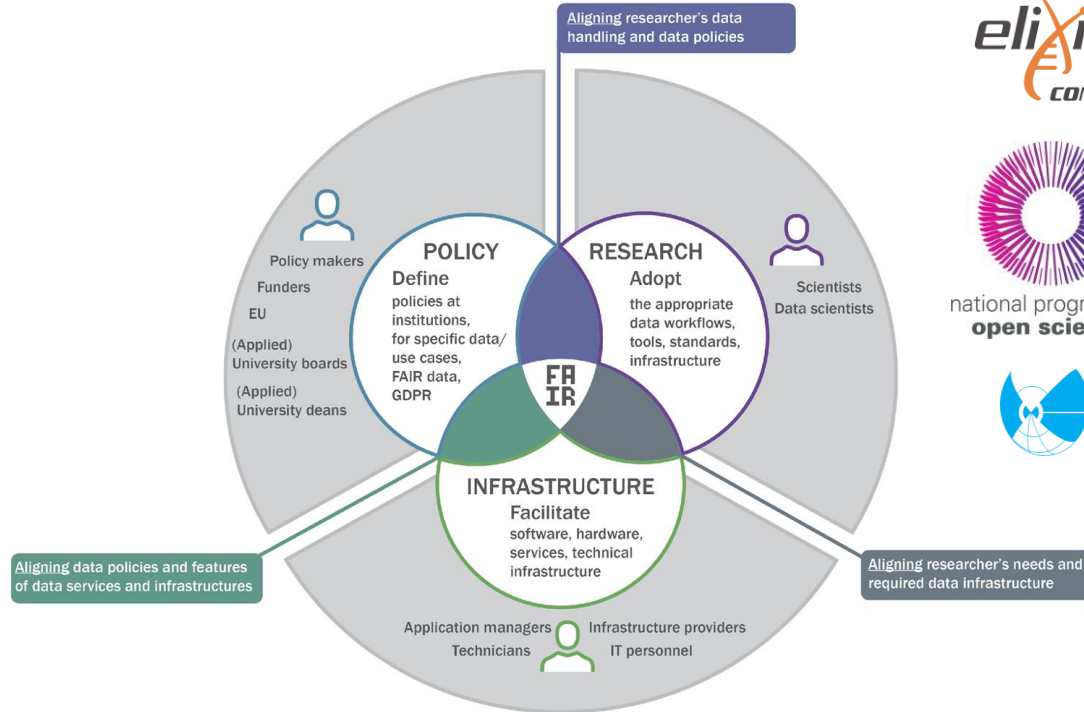 Aligning researcher's data
handling and data policies
POLICY
Define
policies at
institutions,
for specific data/
use cases,
FAIR data,
GDPR
Policy makers
Funders
EU
(Applied)
University boards
(Applied)
University deans
RESEARCH
Adopt
the appropriate
data workflows,
tools, standards,
infrastructure
Scientists
Data scientists
FA
IR
INFRASTRUCTURE
Facilitate
software, hardware,
services, technical
infrastructure
Application managers
Technicians
Infrastructure providers
IT personnel
Aligning data policies and features
of data services and infrastructures
Aligning researcher's needs and
required data infrastructure
national
open